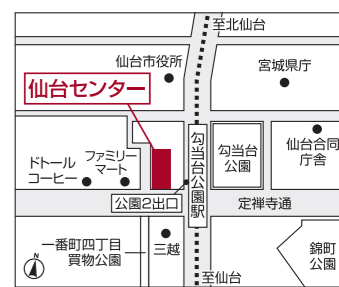 至北仙台
仙台市役所
宮城県庁
仙台センター
勾当台
公園
仙台合同
庁舎
ドトール
コーヒー
ファミリー
マート
勾当台公園駅
公園2出口
定禅寺通
一番町四丁目
買物公園
三越
錦町
公園
N
至仙台